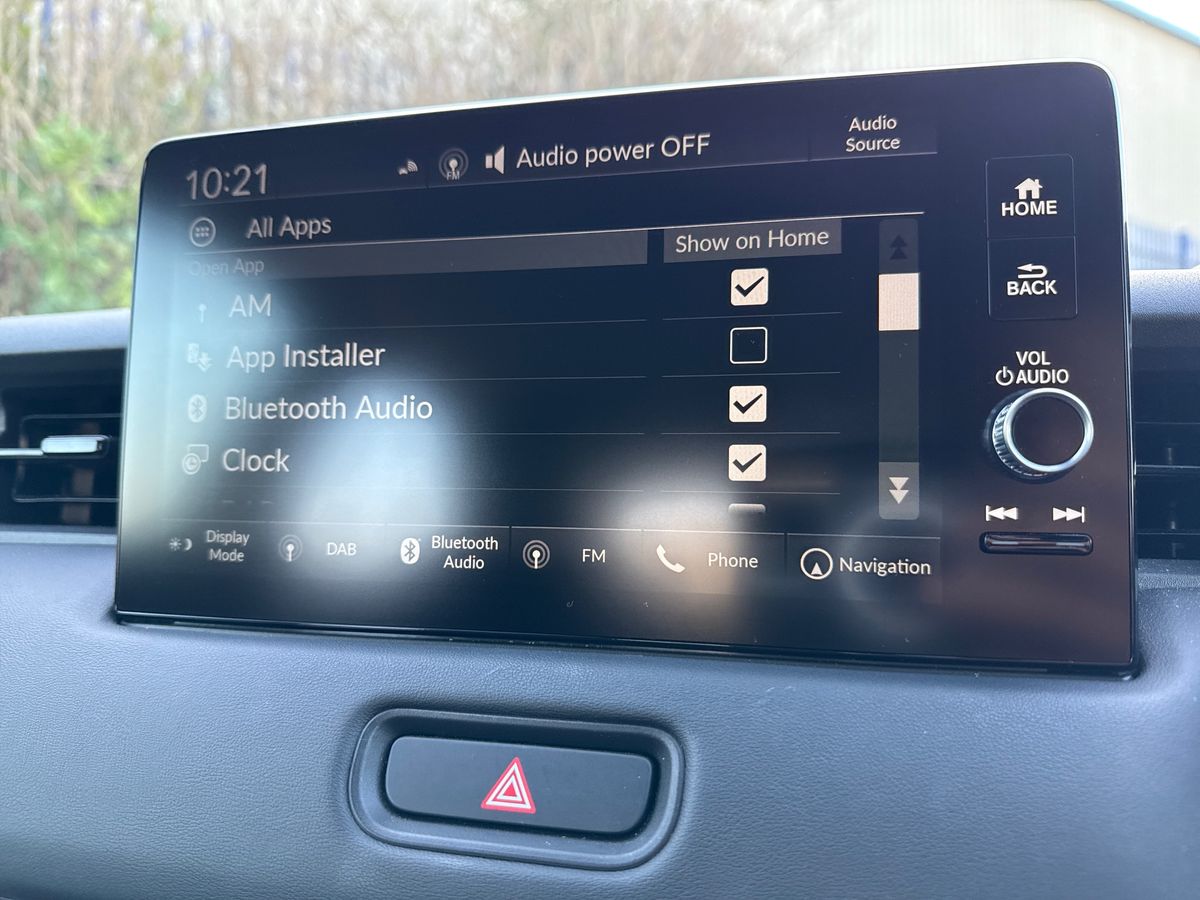 10:21
FM
Audio power OFF
Audio
Source
All Apps
Show on Home
Open App
AM
App Installer
Bluetooth Audio
Clock
Display
Mode
DAB
Bluetooth
Audio
FM
Phone
Navigation
HOME
BACK
VOL
AUDIO